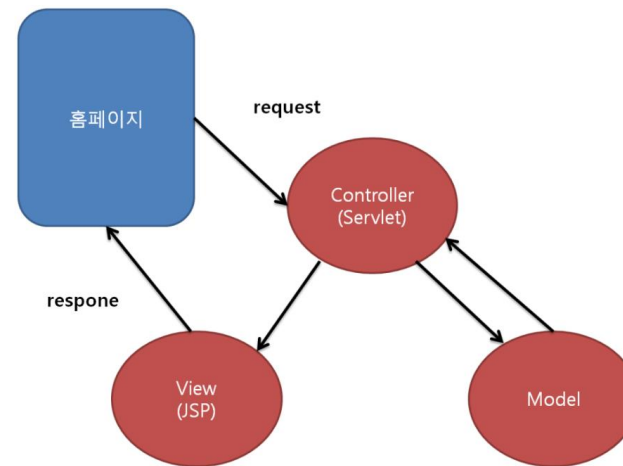 홈페이지
request
Controller
(Servlet)
respone
View
(JSP)
Model